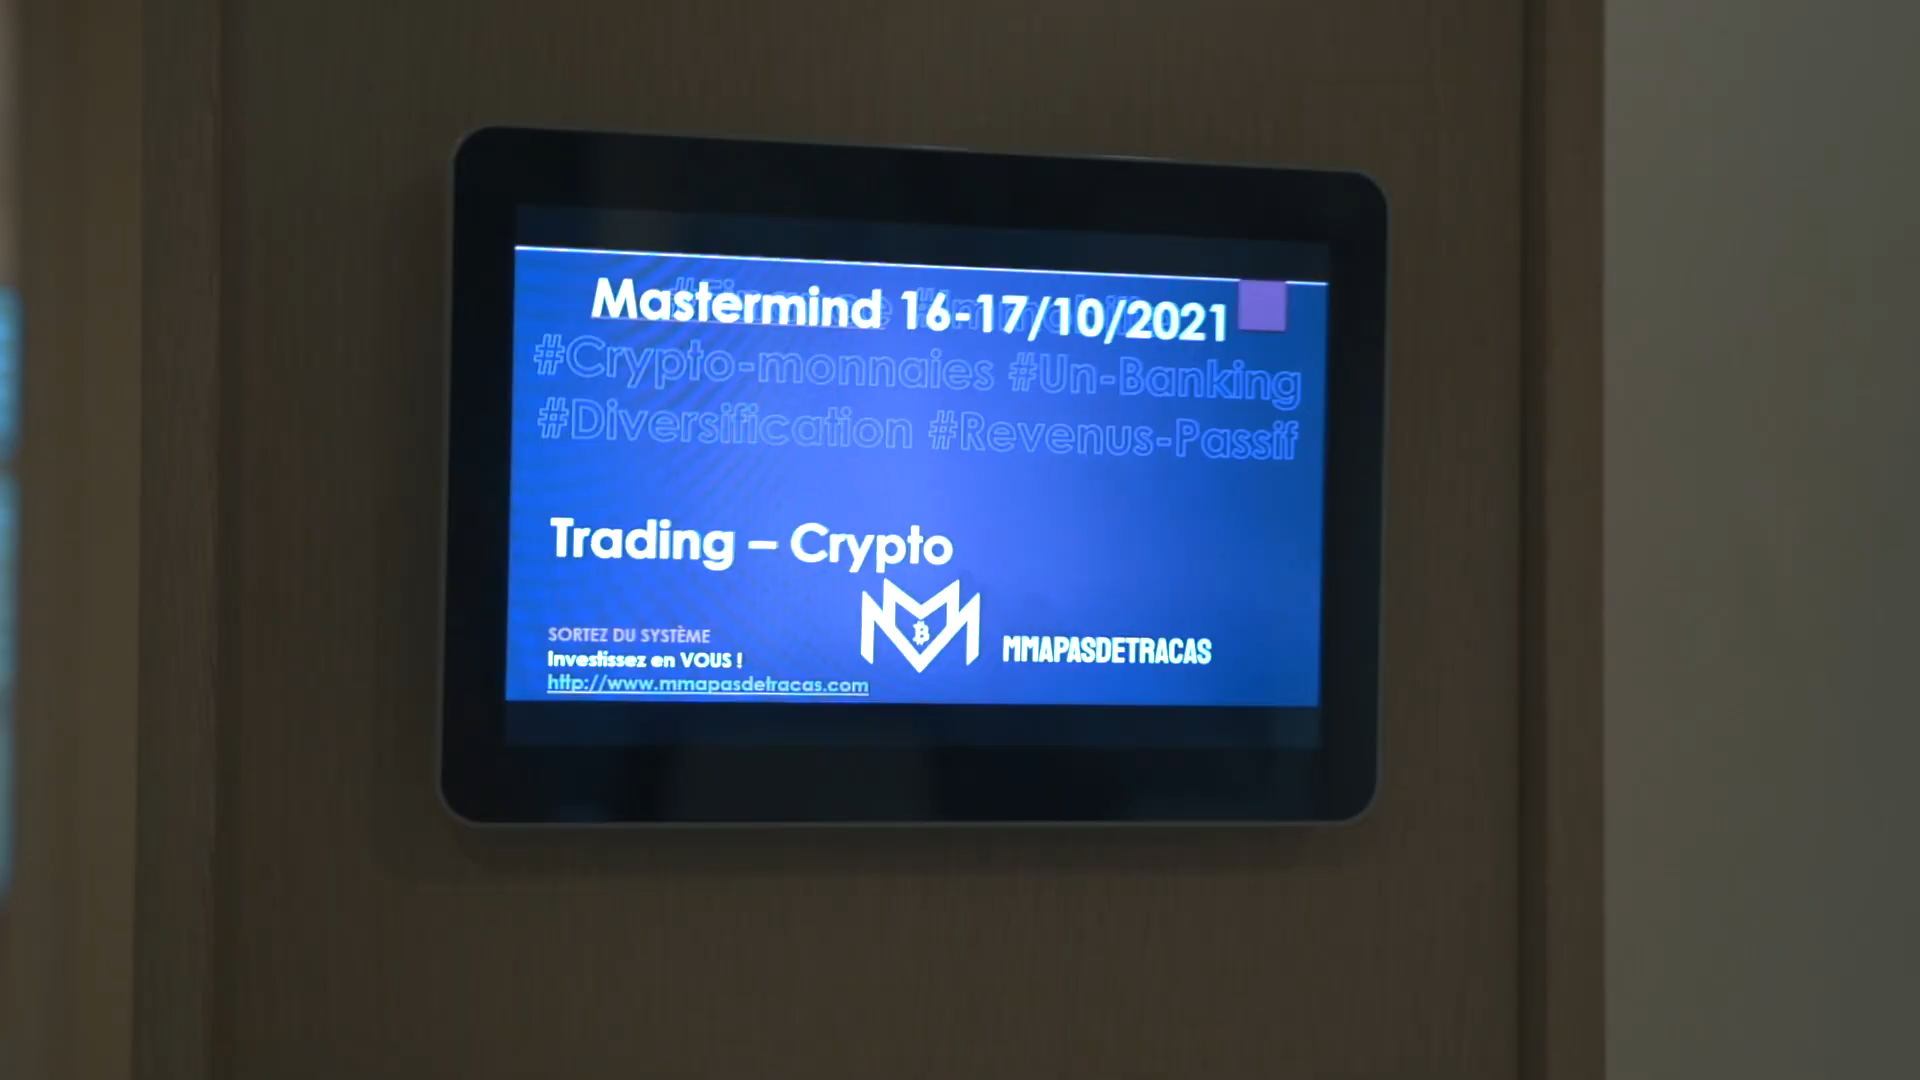 Mastermind 16-17/10/2021
#Crypto-monnaies #Un-Banking
#Diversification #Revenus-Passif
Trading – Crypto
SORTEZ DU SYSTÈME
Investissez en VOUS !
http://www.mmapasdetracas.com
MMAPASDETRACAS